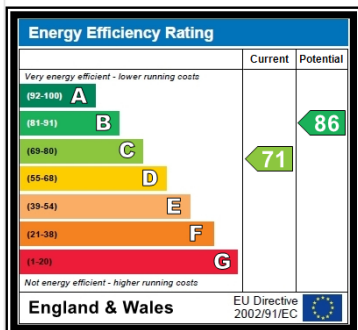 Energy Efficiency Rating
Current Potential
Very energy efficient - lower running costs
(92-100) A
(81-91) B
86
(69-80) C
71
(55-68) D
(39-54) E
(21-38) F
(1-20) G
Not energy efficient - higher running costs
England & Wales
EU Directive
2002/91/EC